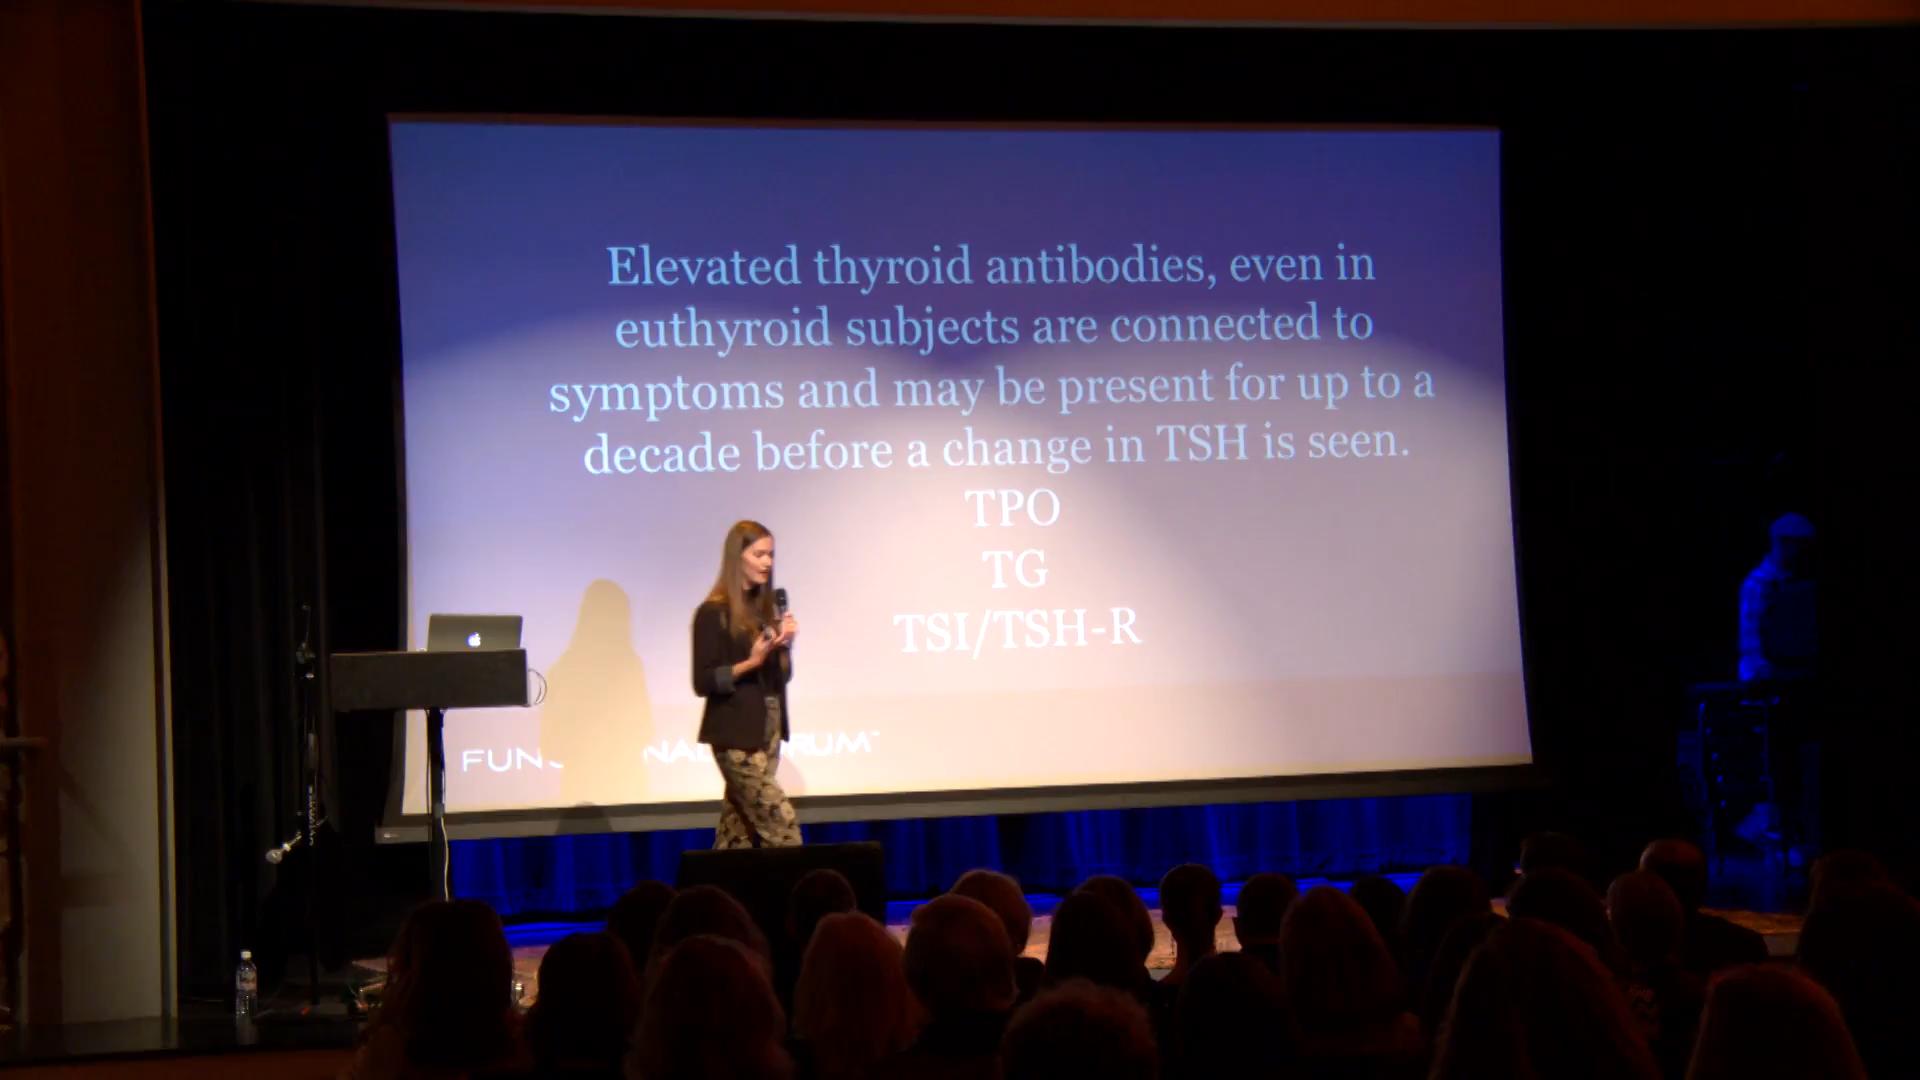 Elevated thyroid antibodies, even in
euthyroid subjects are connected to
symptoms and may be present for up to a
decade before a change in TSH is seen.
TPO
TG
TSI/TSH-R